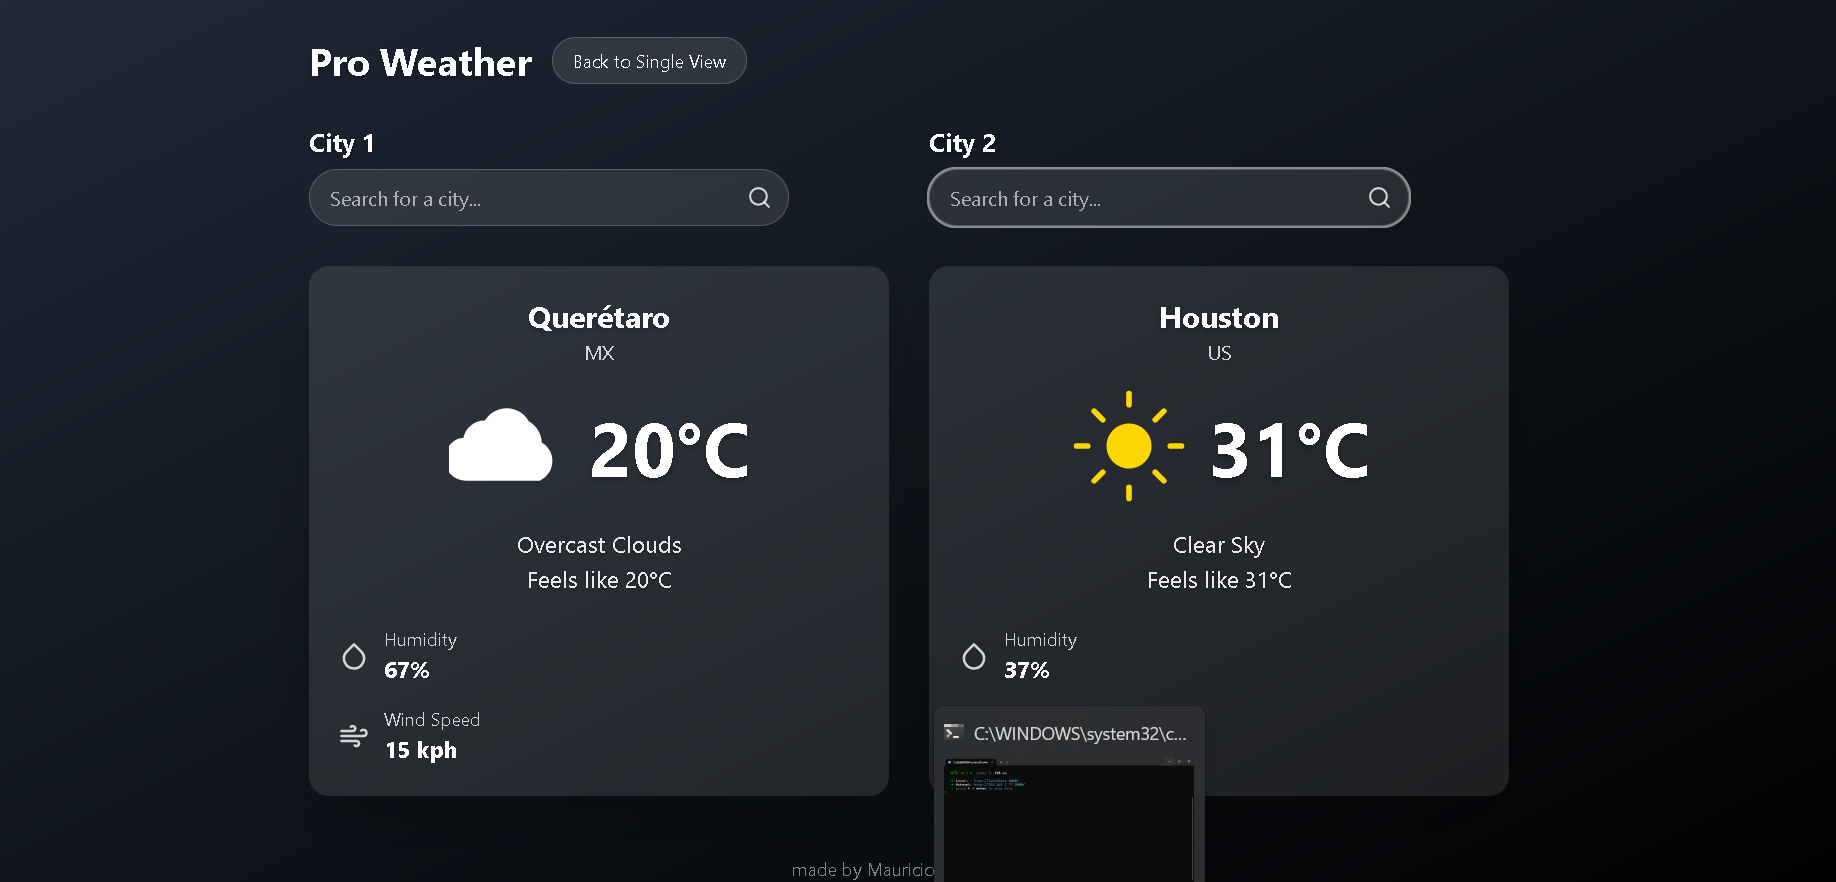 Pro Weather
Back to Single View
City 1
City 2
Search for a city...
Search for a city...
Querétaro
MX
20°C
Overcast Clouds
Feels like 20°C
Humidity
67%
Wind Speed
15 kph
Houston
US
31°C
Clear Sky
Feels like 31°C
Humidity
37%
C:\WINDOWS\system32\c...
made by Mauricio